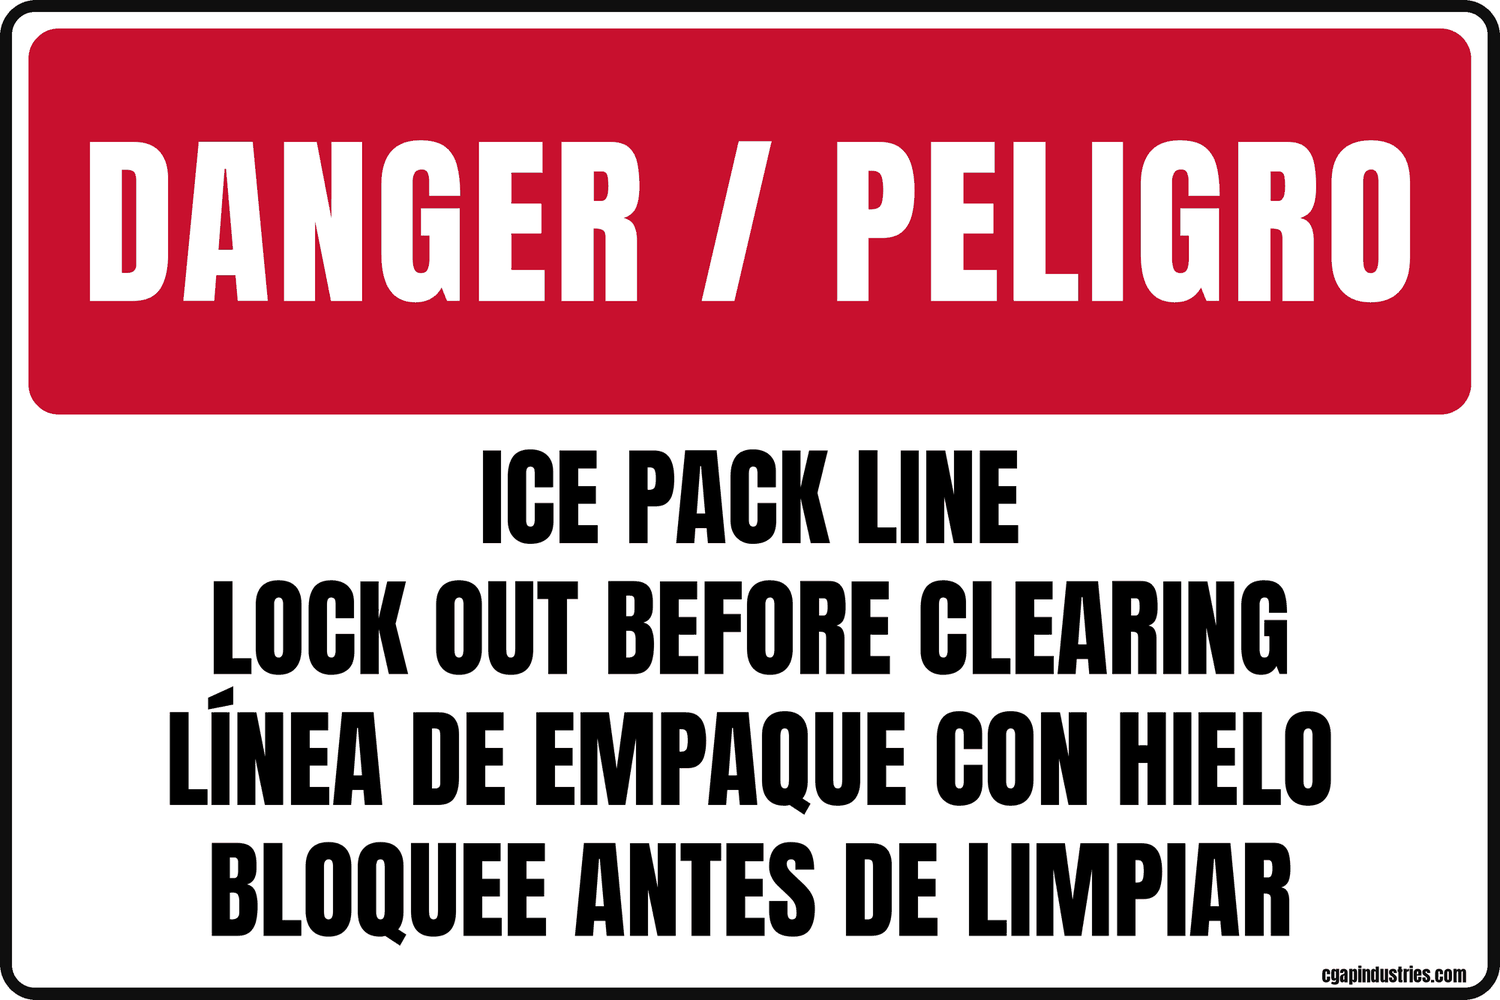 DANGER / PELIGRO
ICE PACK LINE
LOCK OUT BEFORE CLEARING
LÍNEA DE EMPAQUE CON HIELO
BLOQUEE ANTES DE LIMPIAR
cgapindustries.com